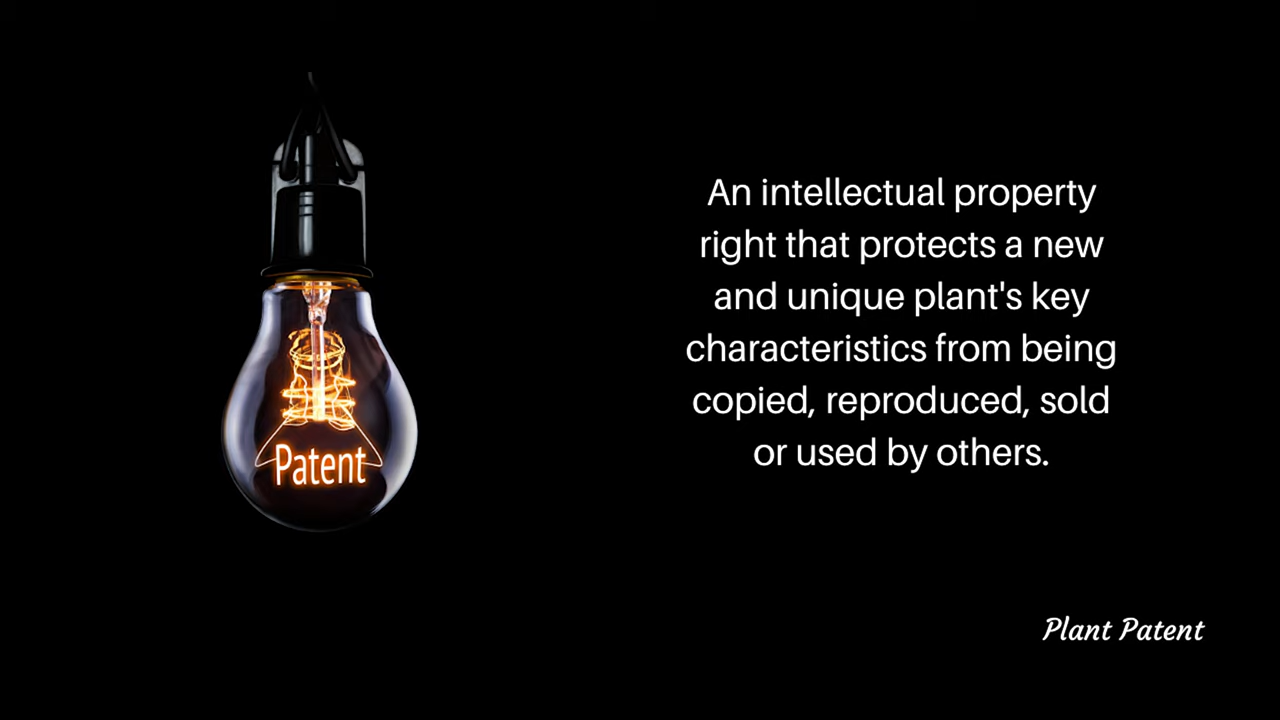 Patent
An intellectual property
right that protects a new
and unique plant's key
characteristics from being
copied, reproduced, sold
or used by others.
Plant Patent